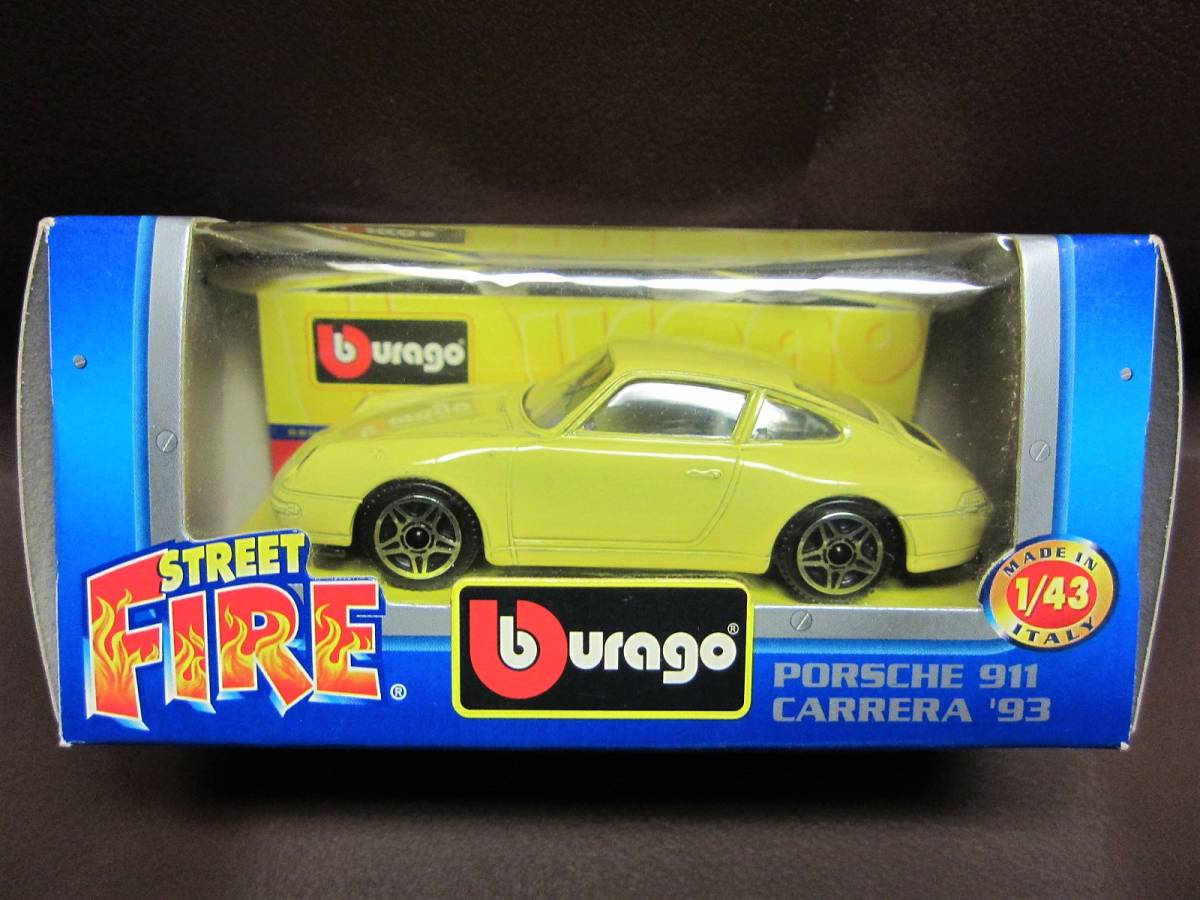 burago
STREET
FIRE®
burago®
PORSCHE 911
CARRERA '93
MADE IN
1/43
ITALY